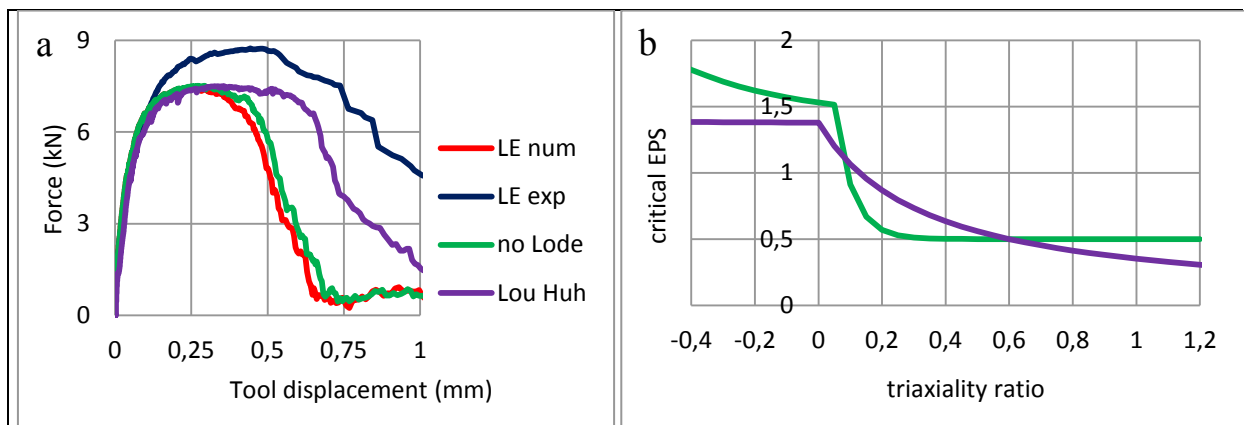 a
9
6
3
0
Force (kN)
0
0,25
0,5
0,75
1
Tool displacement (mm)
LE num
LE exp
no Lode
Lou Huh
b
2
1,5
1
0,5
0
critical EPS
-0,4
-0,2
0
0,2
0,4
0,6
0,8
1
1,2
triaxiality ratio